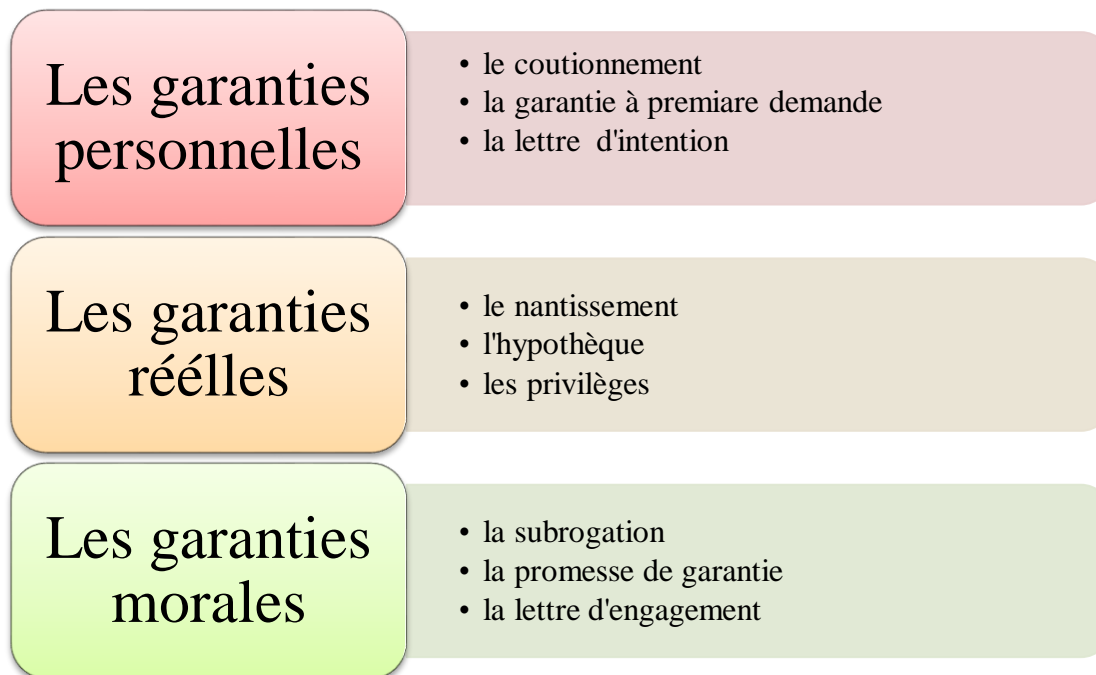 Les garanties
personnelles
• le coutionnement
• la garantie à premiare demande
• la lettre d'intention
Les garanties
réélles
• le nantissement
• l'hypothèque
• les privilèges
Les garanties
morales
• la subrogation
• la promesse de garantie
• la lettre d'engagement